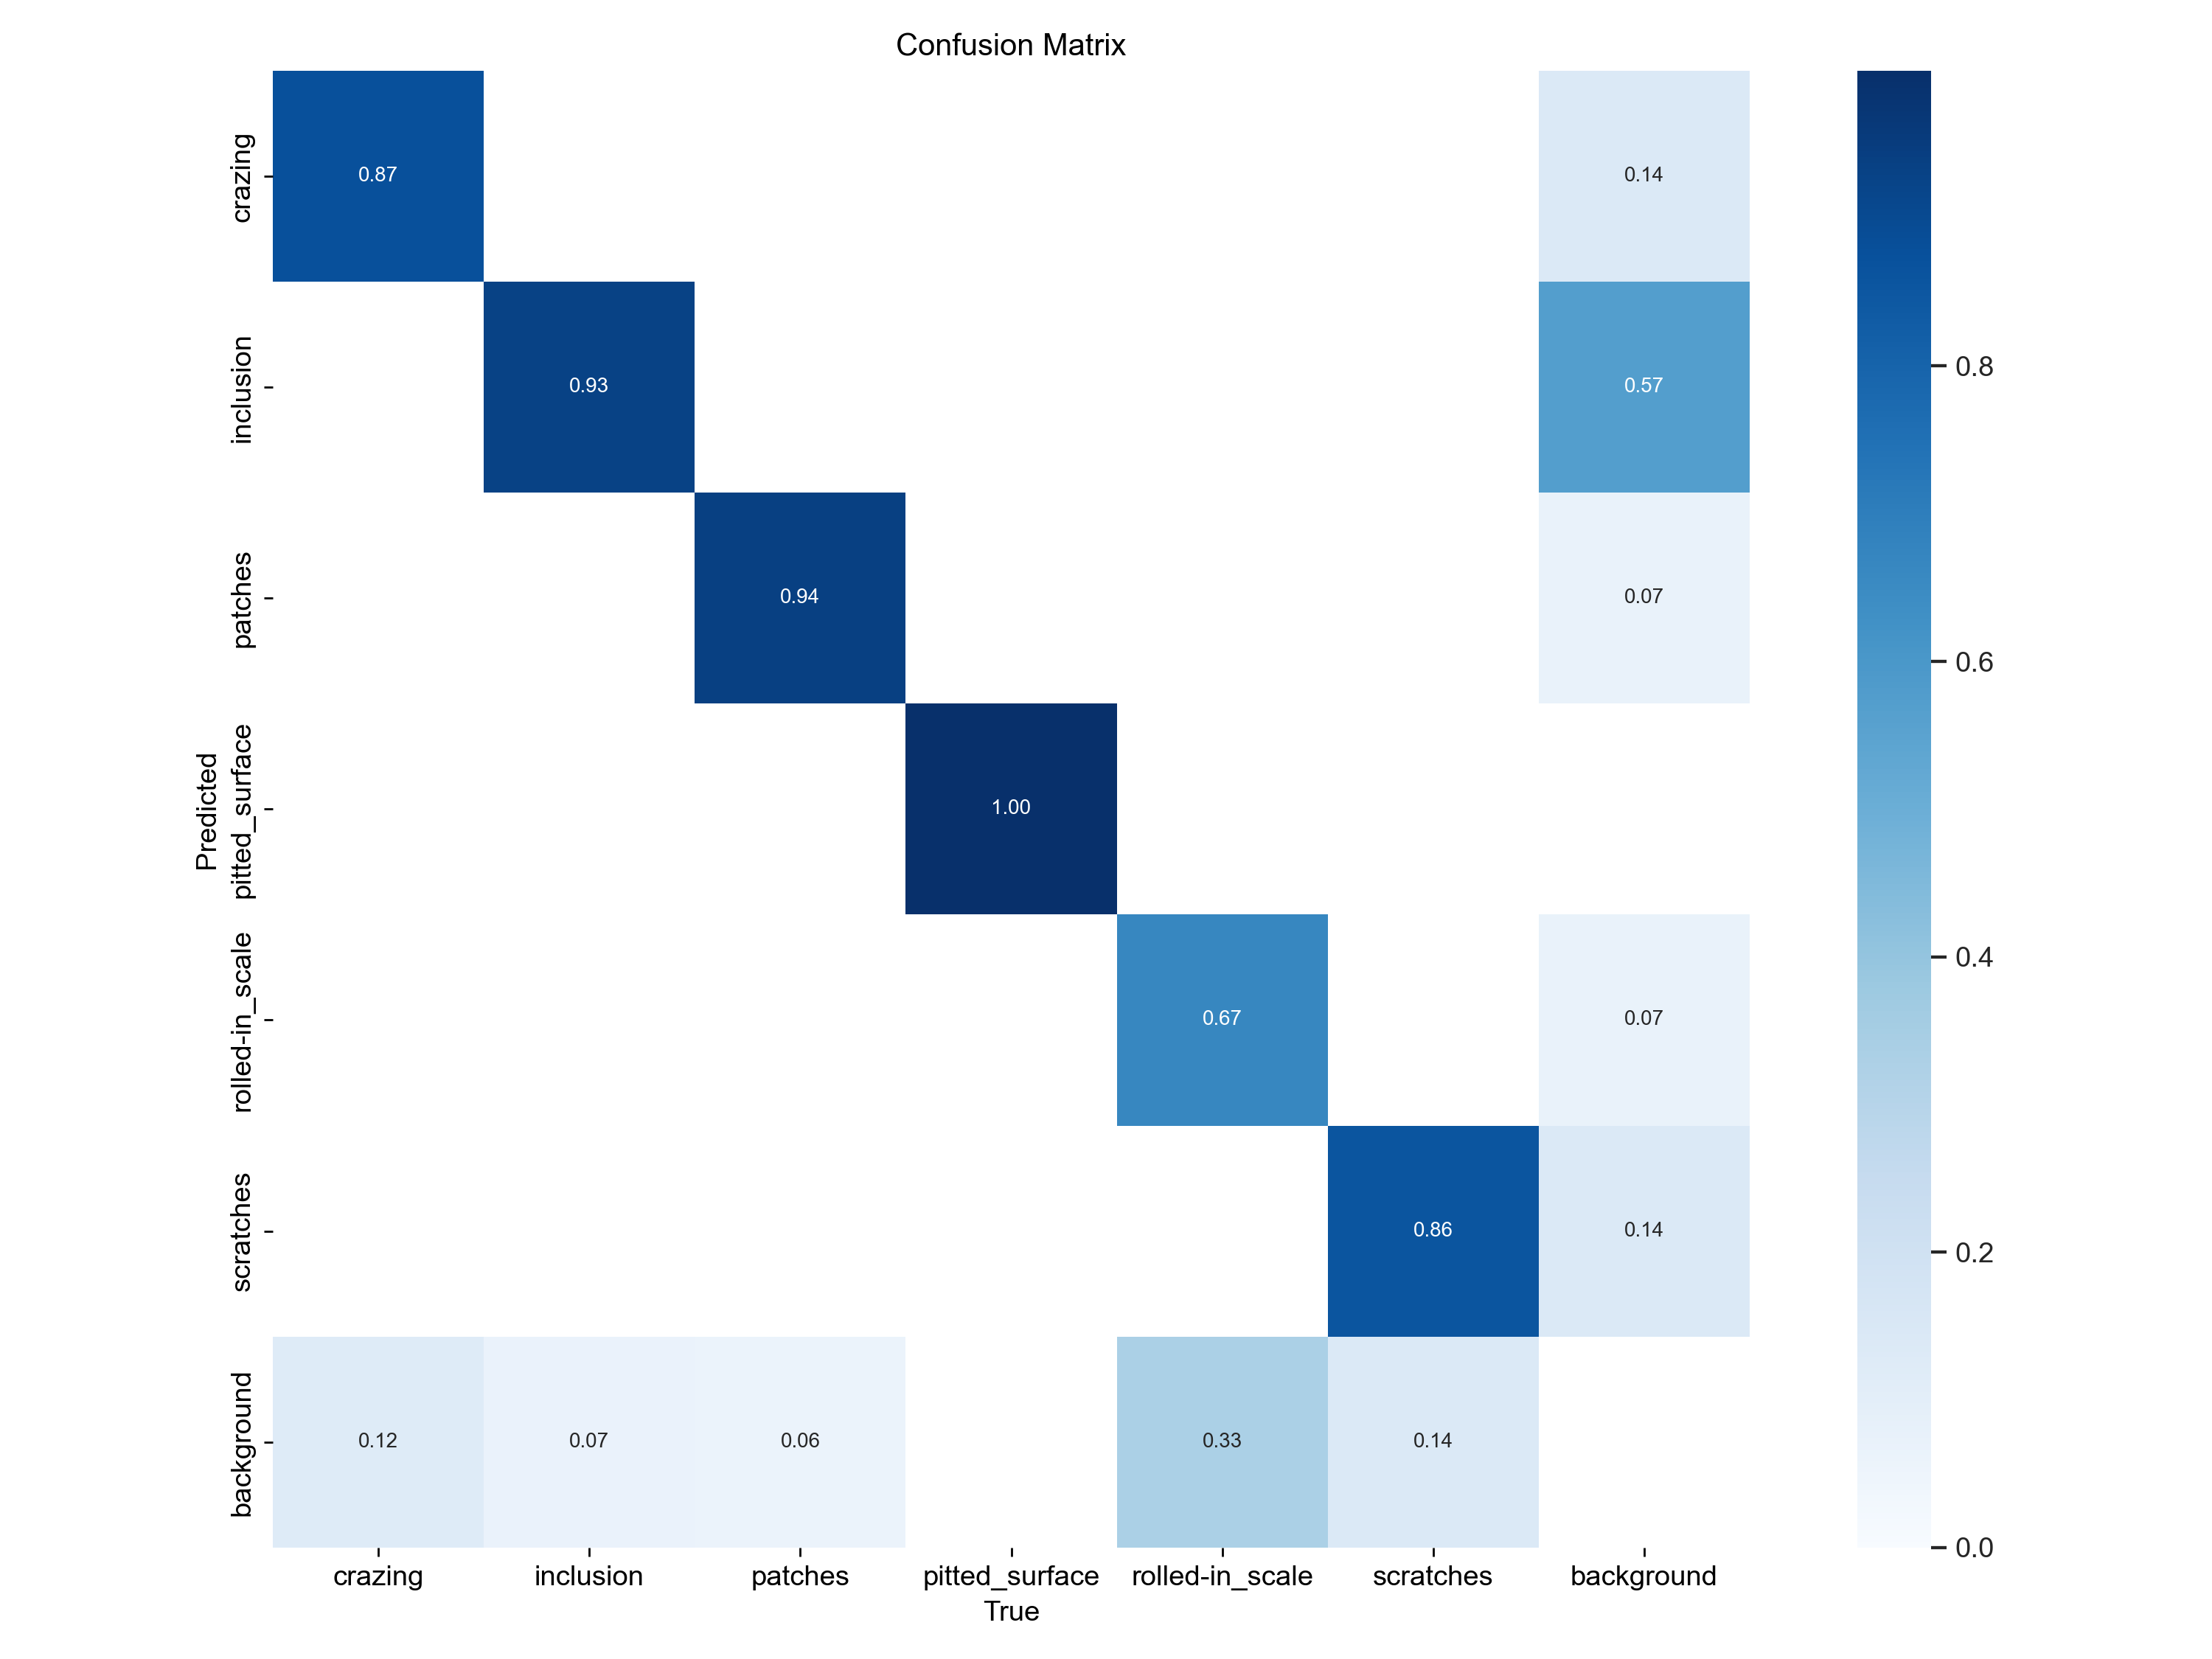 Confusion Matrix
crazing
0.87
0.14
inclusion
0.93
0.57
0.8
patches
0.94
0.07
0.6
Predicted
pitted_surface
1.00
rolled-in_scale
0.67
0.07
0.4
scratches
0.86
0.14
0.2
background
0.12
0.07
0.06
0.33
0.14
0.0
crazing
inclusion
patches
pitted_surface
rolled-in_scale
scratches
background
True